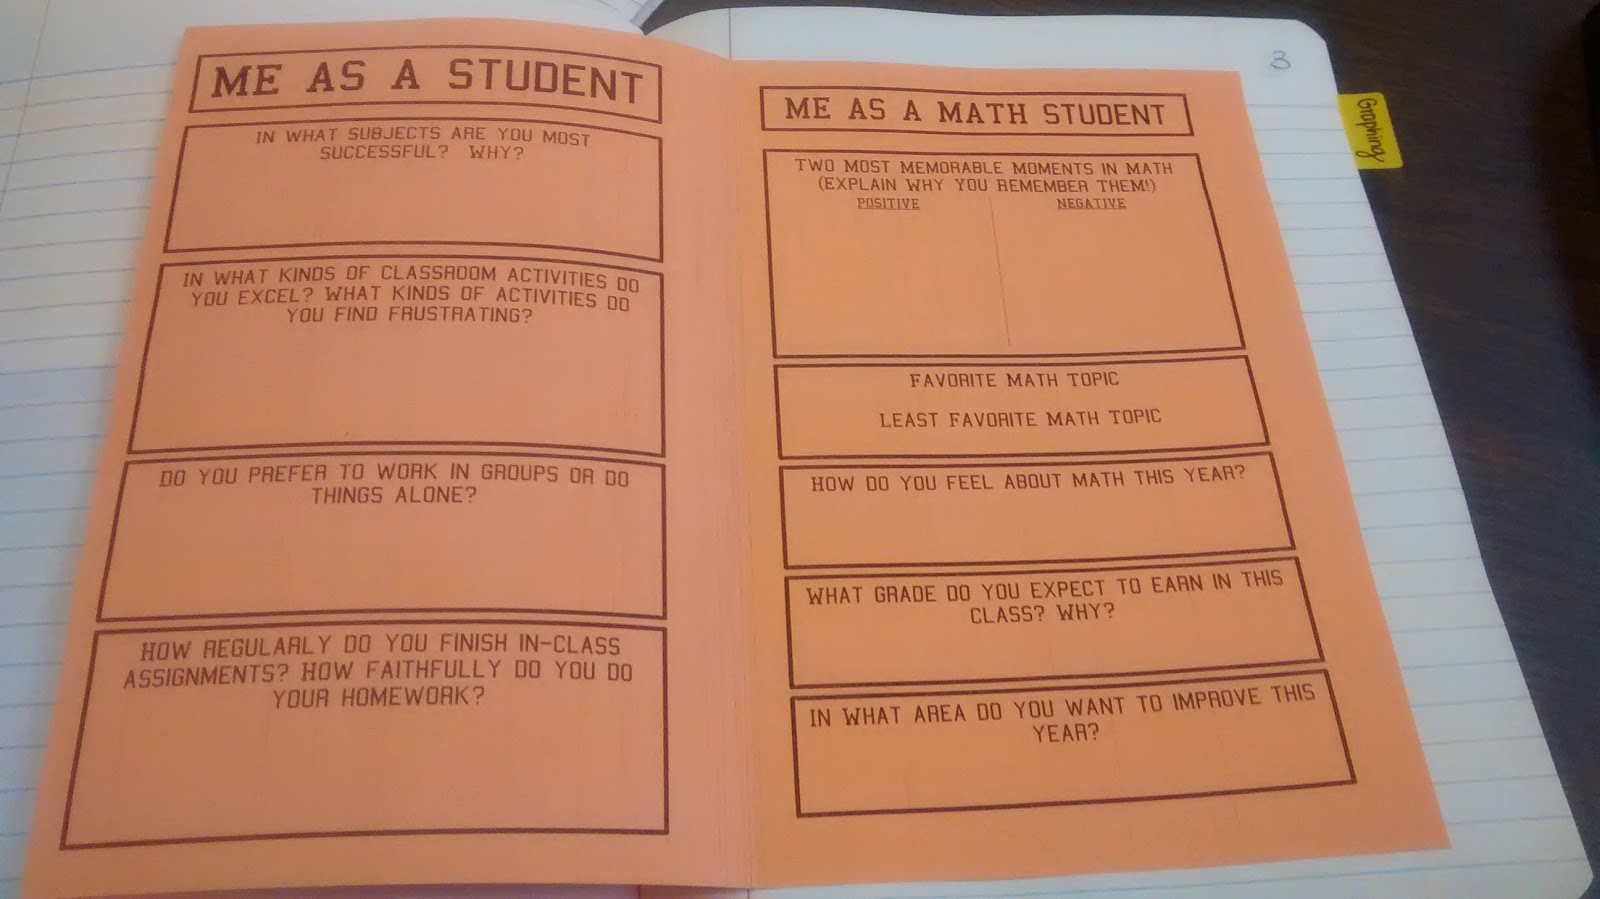 ME AS A STUDENT
IN WHAT SUBJECTS ARE YOU MOST
SUCCESSFUL? WHY?
IN WHAT KINDS OF CLASSROOM ACTIVITIES DO
YOU EXCEL? WHAT KINDS OF ACTIVITIES DO
YOU FIND FRUSTRATING?
DO YOU PREFER TO WORK IN GROUPS OR DO
THINGS ALONE?
HOW REGULARLY DO YOU FINISH IN-CLASS
ASSIGNMENTS? HOW FAITHFULLY DO YOU DO
YOUR HOMEWORK?
ME AS A MATH STUDENT
TWO MOST MEMORABLE MOMENTS IN MATH
(EXPLAIN WHY YOU REMEMBER THEM!)
POSITIVE NEGATIVE
FAVORITE MATH TOPIC
LEAST FAVORITE MATH TOPIC
HOW DO YOU FEEL ABOUT MATH THIS YEAR?
WHAT GRADE DO YOU EXPECT TO EARN IN THIS
CLASS? WHY?
IN WHAT AREA DO YOU WANT TO IMPROVE THIS
YEAR?
3
Graphing